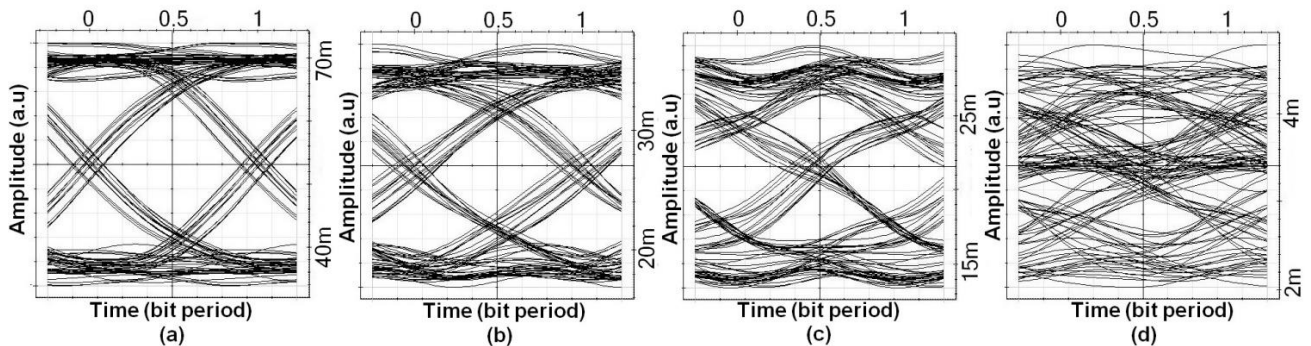 0 0.5 1
Amplitude (a.u)
70m
40m
Time (bit period)
(a)
0 0.5 1
Amplitude (a.u)
30m
20m
Time (bit period)
(b)
0 0.5 1
Amplitude (a.u)
25m
15m
Time (bit period)
(c)
0 0.5 1
Amplitude (a.u)
4m
2m
Time (bit period)
(d)